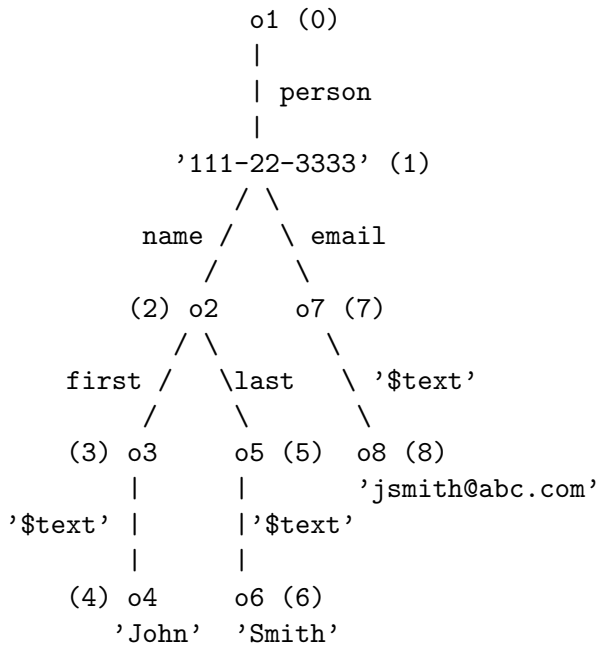 o1 (0)
|
| person
|
’111-22-3333’ (1)
/ \
name / \ email
/ \
(2) o2 o7 (7)
/ \ \
first / \last \ ’$text’
/ \ \
(3) o3 o5 (5) o8 (8)
| | ’jsmith@abc.com’
’$text’ | |’$text’
| |
(4) o4 o6 (6)
’John’ ’Smith’